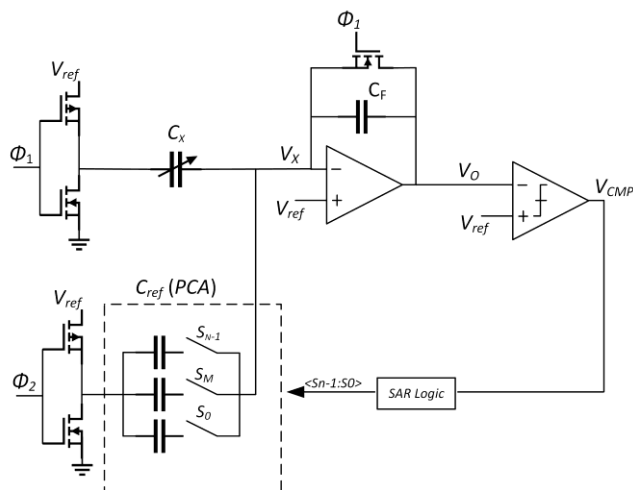 Φ1
Vref
CF
Φ1
CX
VX
VO
VCMP
Vref
Vref
Vref
Cref (PCA)
SN-1
Φ2
SM
<Sn-1:S0>
SAR Logic
S0